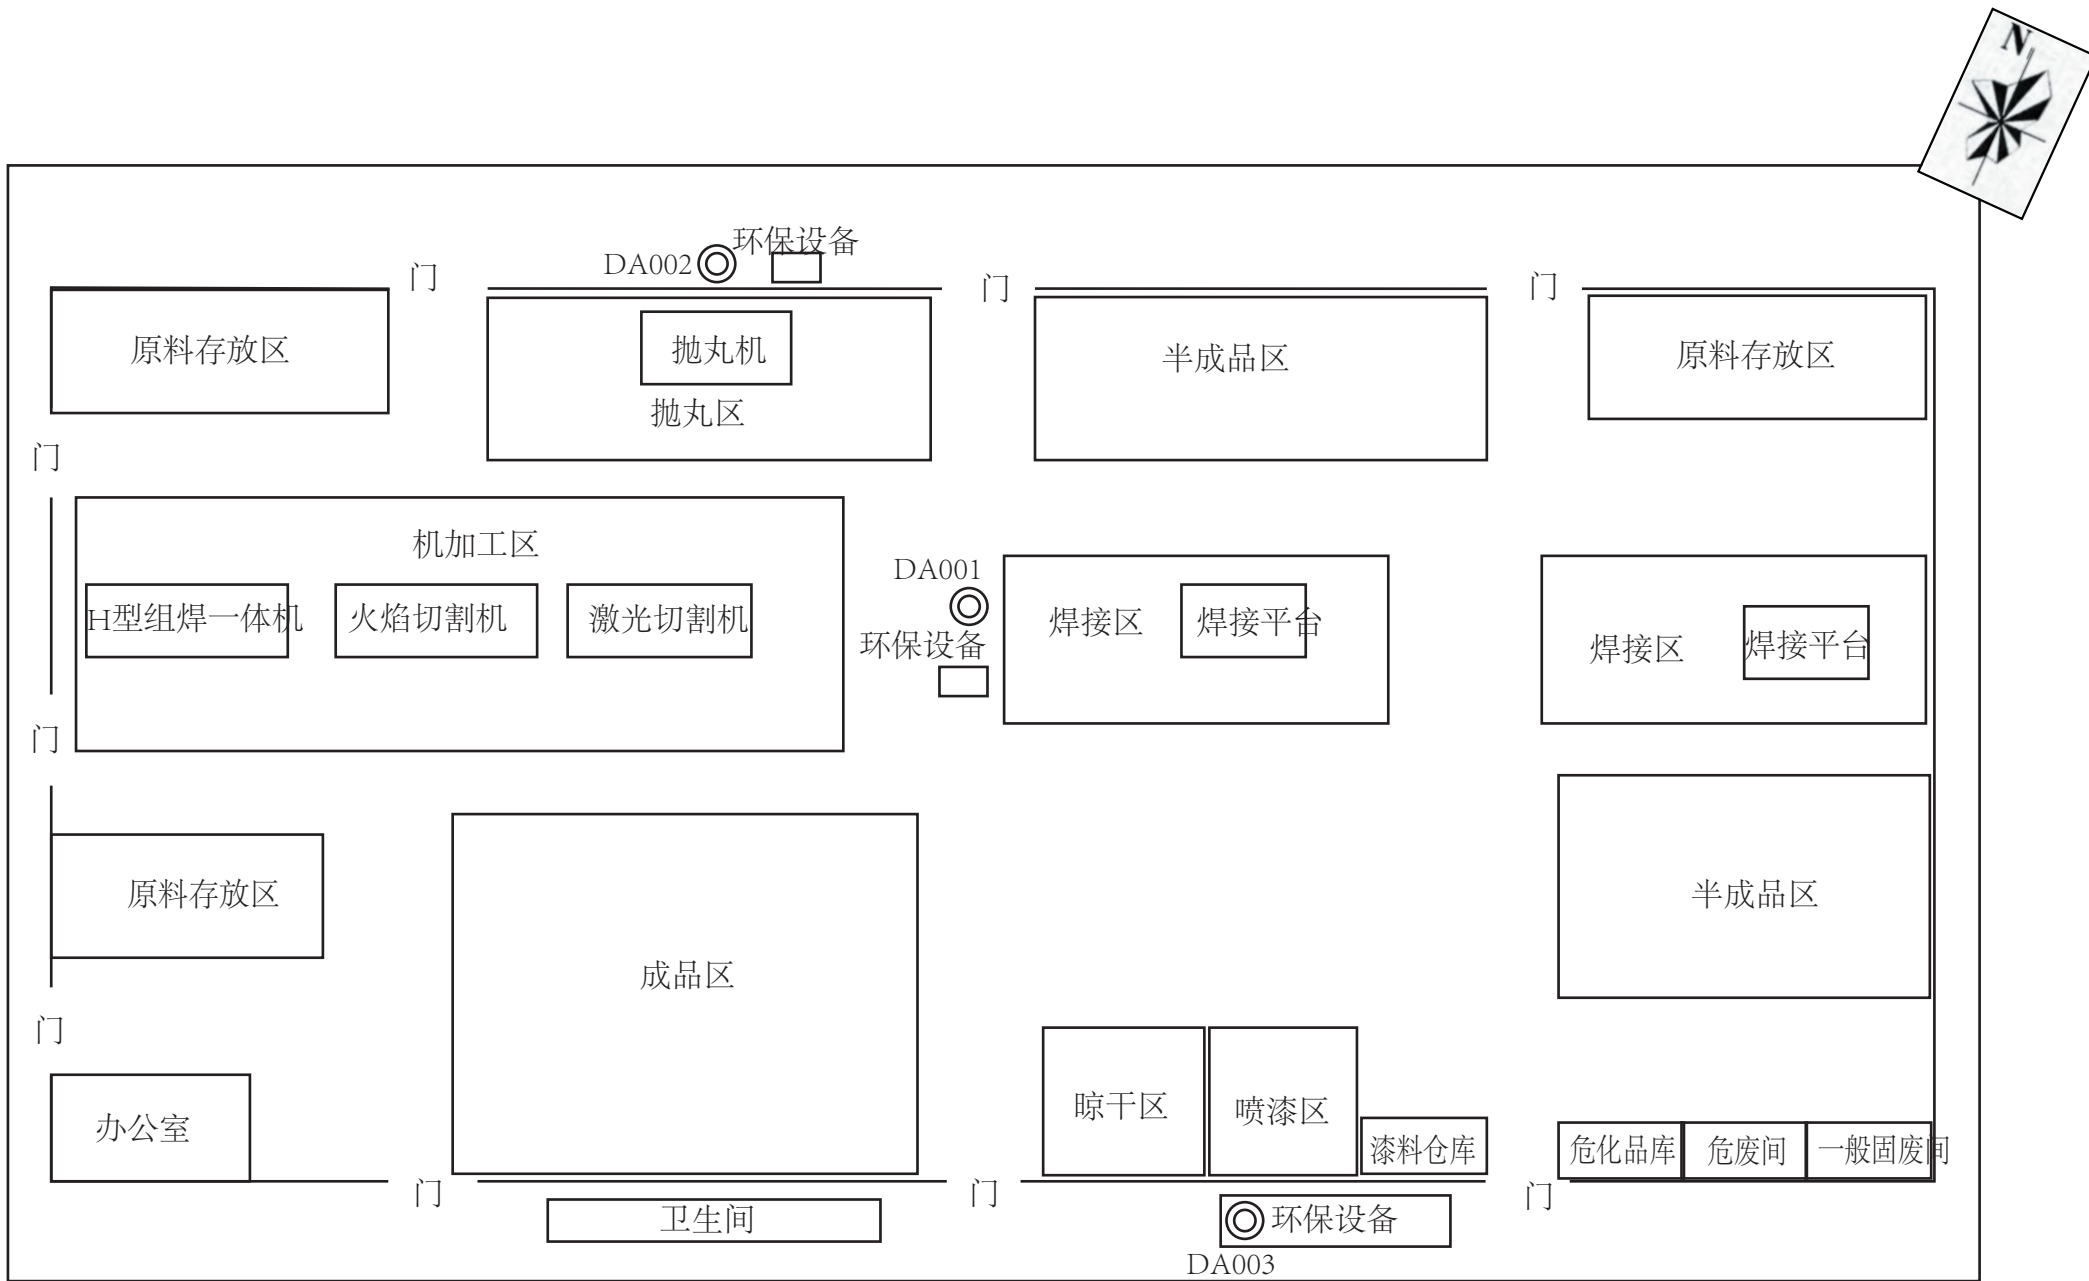 N
环保设备
DA002
门
门
门
原料存放区
抛丸机
抛丸区
半成品区
原料存放区
门
机加工区
H型组焊一体机
火焰切割机
激光切割机
DA001
环保设备
焊接区
焊接平台
焊接区
焊接平台
门
原料存放区
成品区
半成品区
门
办公室
晾干区
喷漆区
漆料仓库
危化品库
危废间
一般固废间
门
门
门
卫生间
环保设备
DA003